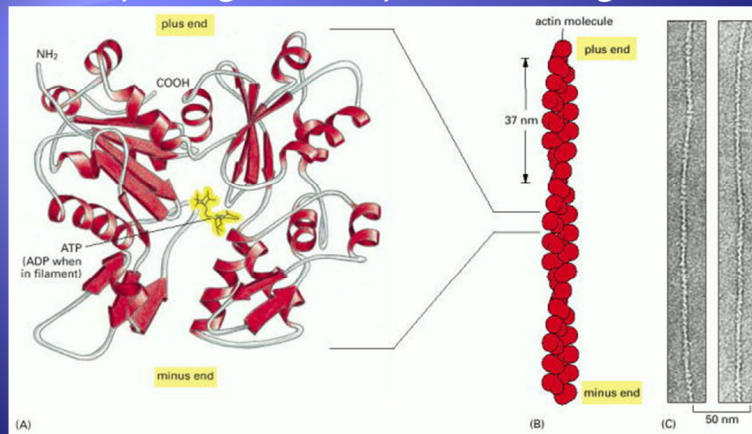 plus end
NH₂
COOH
ATP
(ADP when
in filament)
minus end
(A)
actin molecule
plus end
37 nm
minus end
(B)
(C)
50 nm